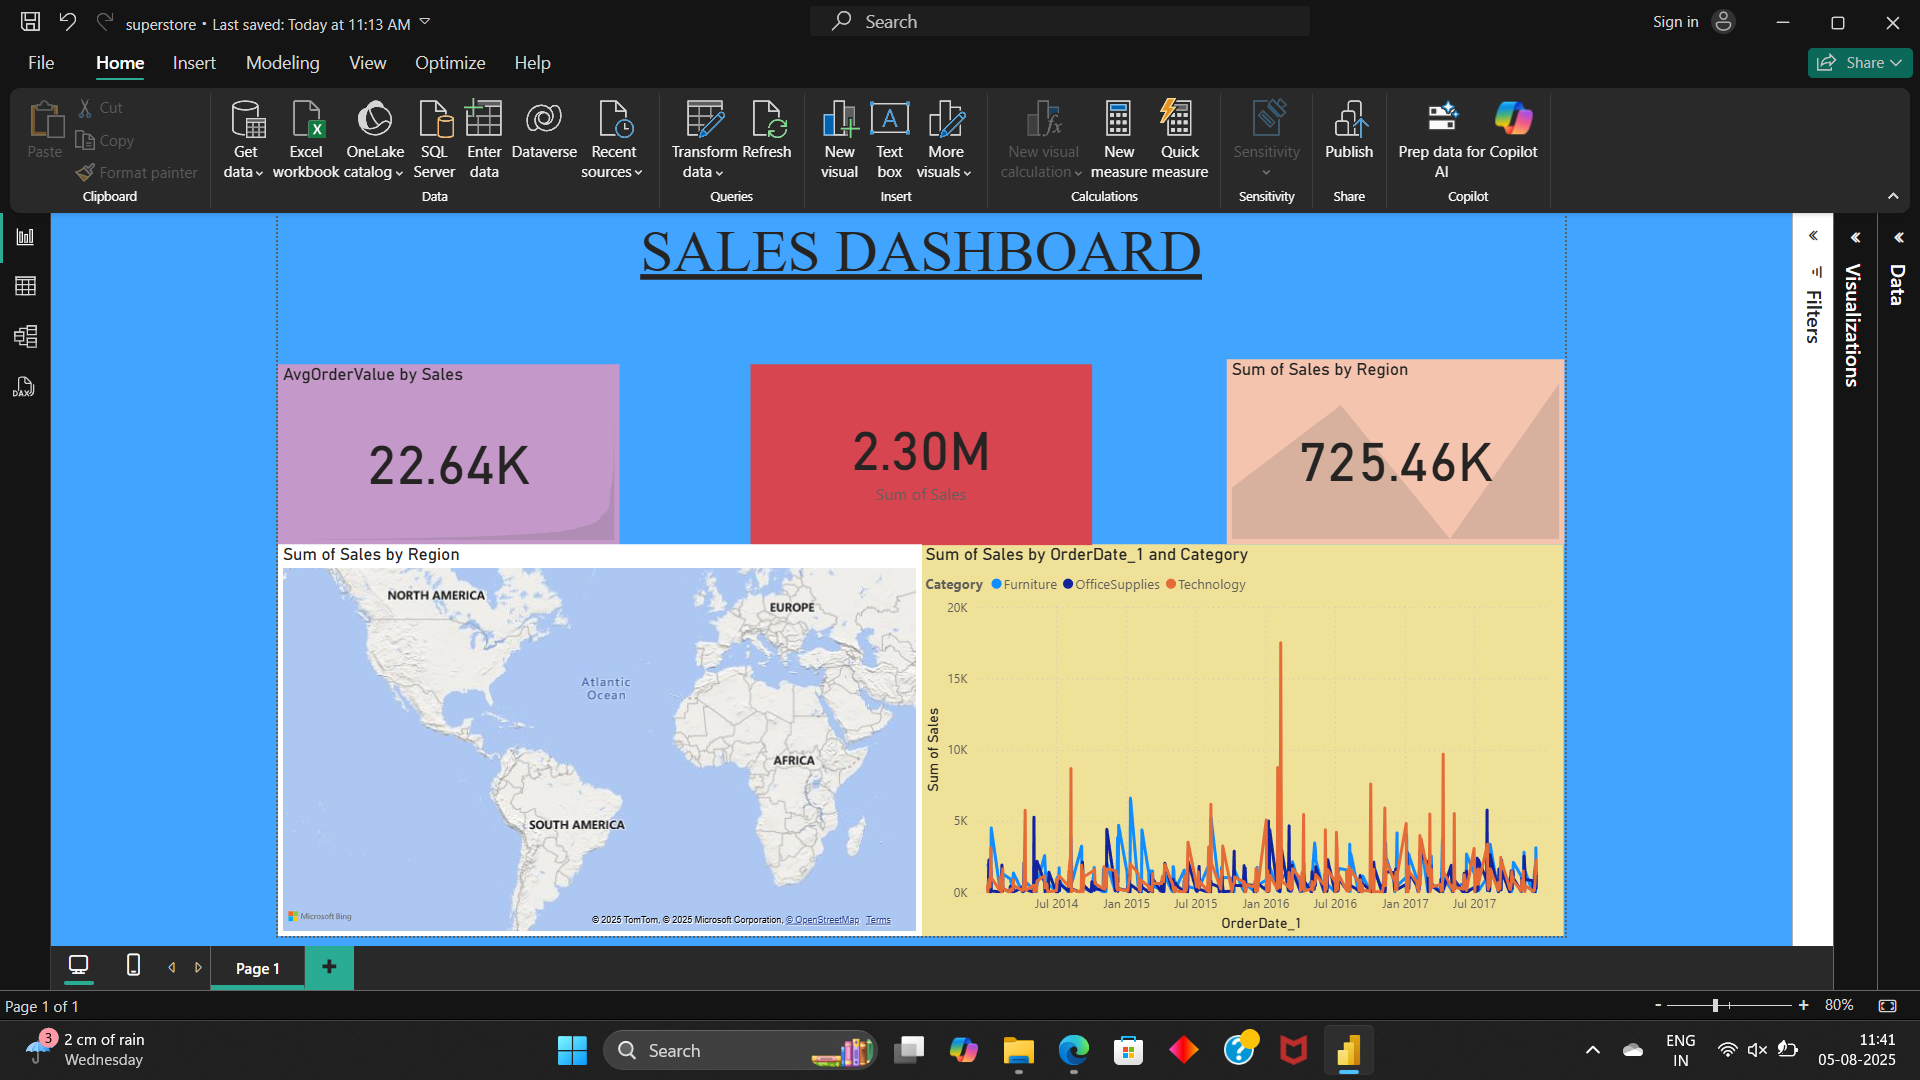 superstore • Last saved: Today at 11:13 AM
Search
Sign in
File Home Insert Modeling View Optimize Help
Share
Paste
Cut
Copy
Format painter
Clipboard
Get data
Excel workbook
OneLake catalog
SQL Server
Enter data
Dataverse
Recent sources
Data
Transform data
Refresh
Queries
New visual
Text box
More visuals
Insert
New visual calculation
New measure
Quick measure
Calculations
Sensitivity
Sensitivity
Publish
Share
Prep data for AI
Copilot
Copilot
DAX
SALES DASHBOARD
Filters
Visualizations
Data
AvgOrderValue by Sales
22.64K
2.30M
Sum of Sales
Sum of Sales by Region
725.46K
Sum of Sales by Region
NORTH AMERICA
EUROPE
Atlantic
Ocean
AFRICA
SOUTH AMERICA
Microsoft Bing
© 2025 TomTom, © 2025 Microsoft Corporation, © OpenStreetMap Terms
Sum of Sales by OrderDate_1 and Category
Category Furniture OfficeSupplies Technology
20K
15K
10K
5K
0K
Sum of Sales
Jul 2014 Jan 2015 Jul 2015 Jan 2016 Jul 2016 Jan 2017 Jul 2017
OrderDate_1
Page 1
+
Page 1 of 1
- + 80%
3
2 cm of rain
Wednesday
Search
ENG
IN
11:41
05-08-2025